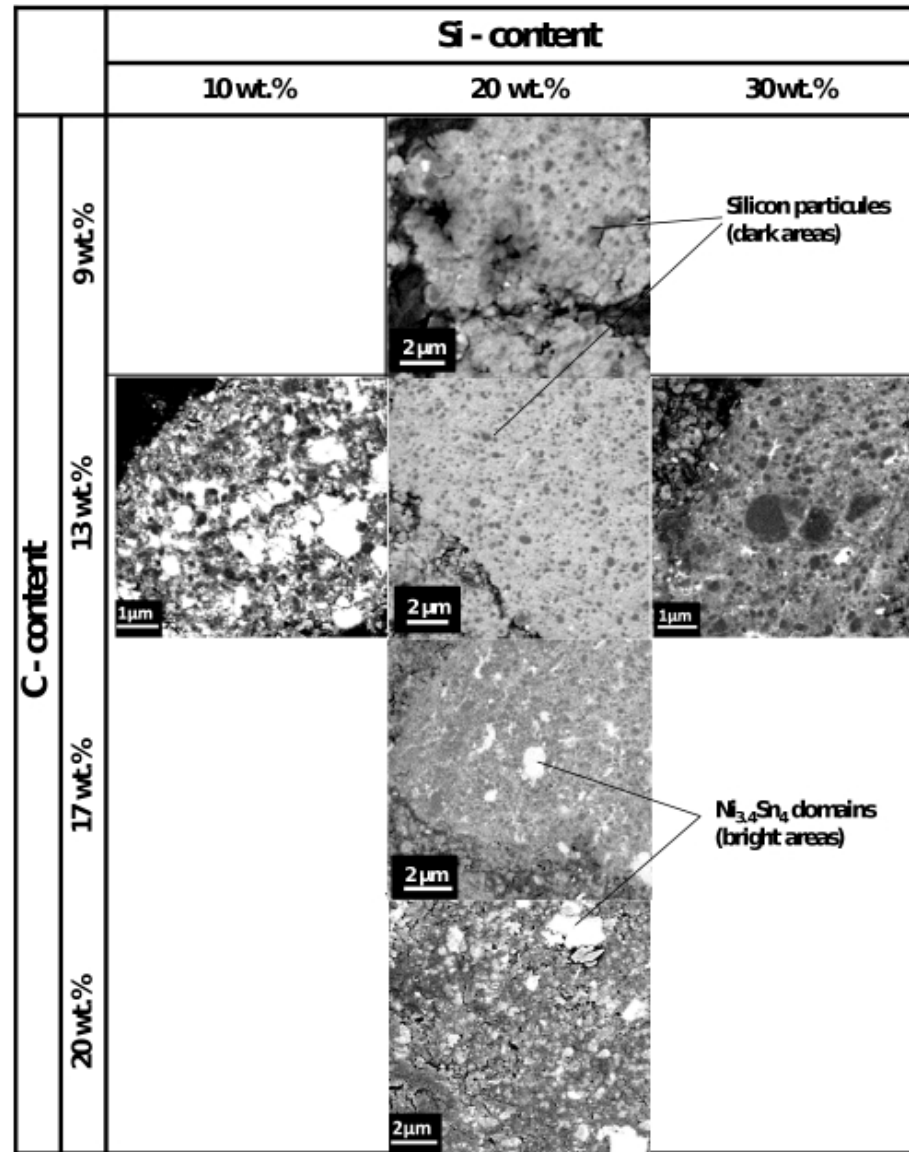 Si - content
10 wt.% 20 wt.% 30 wt.%
C - content
9 wt.%
2 µm
Silicon particules
(dark areas)
13 wt.%
1µm
2 µm
1µm
17 wt.%
2 µm
Ni3.4Sn4 domains
(bright areas)
20 wt.%
2µm